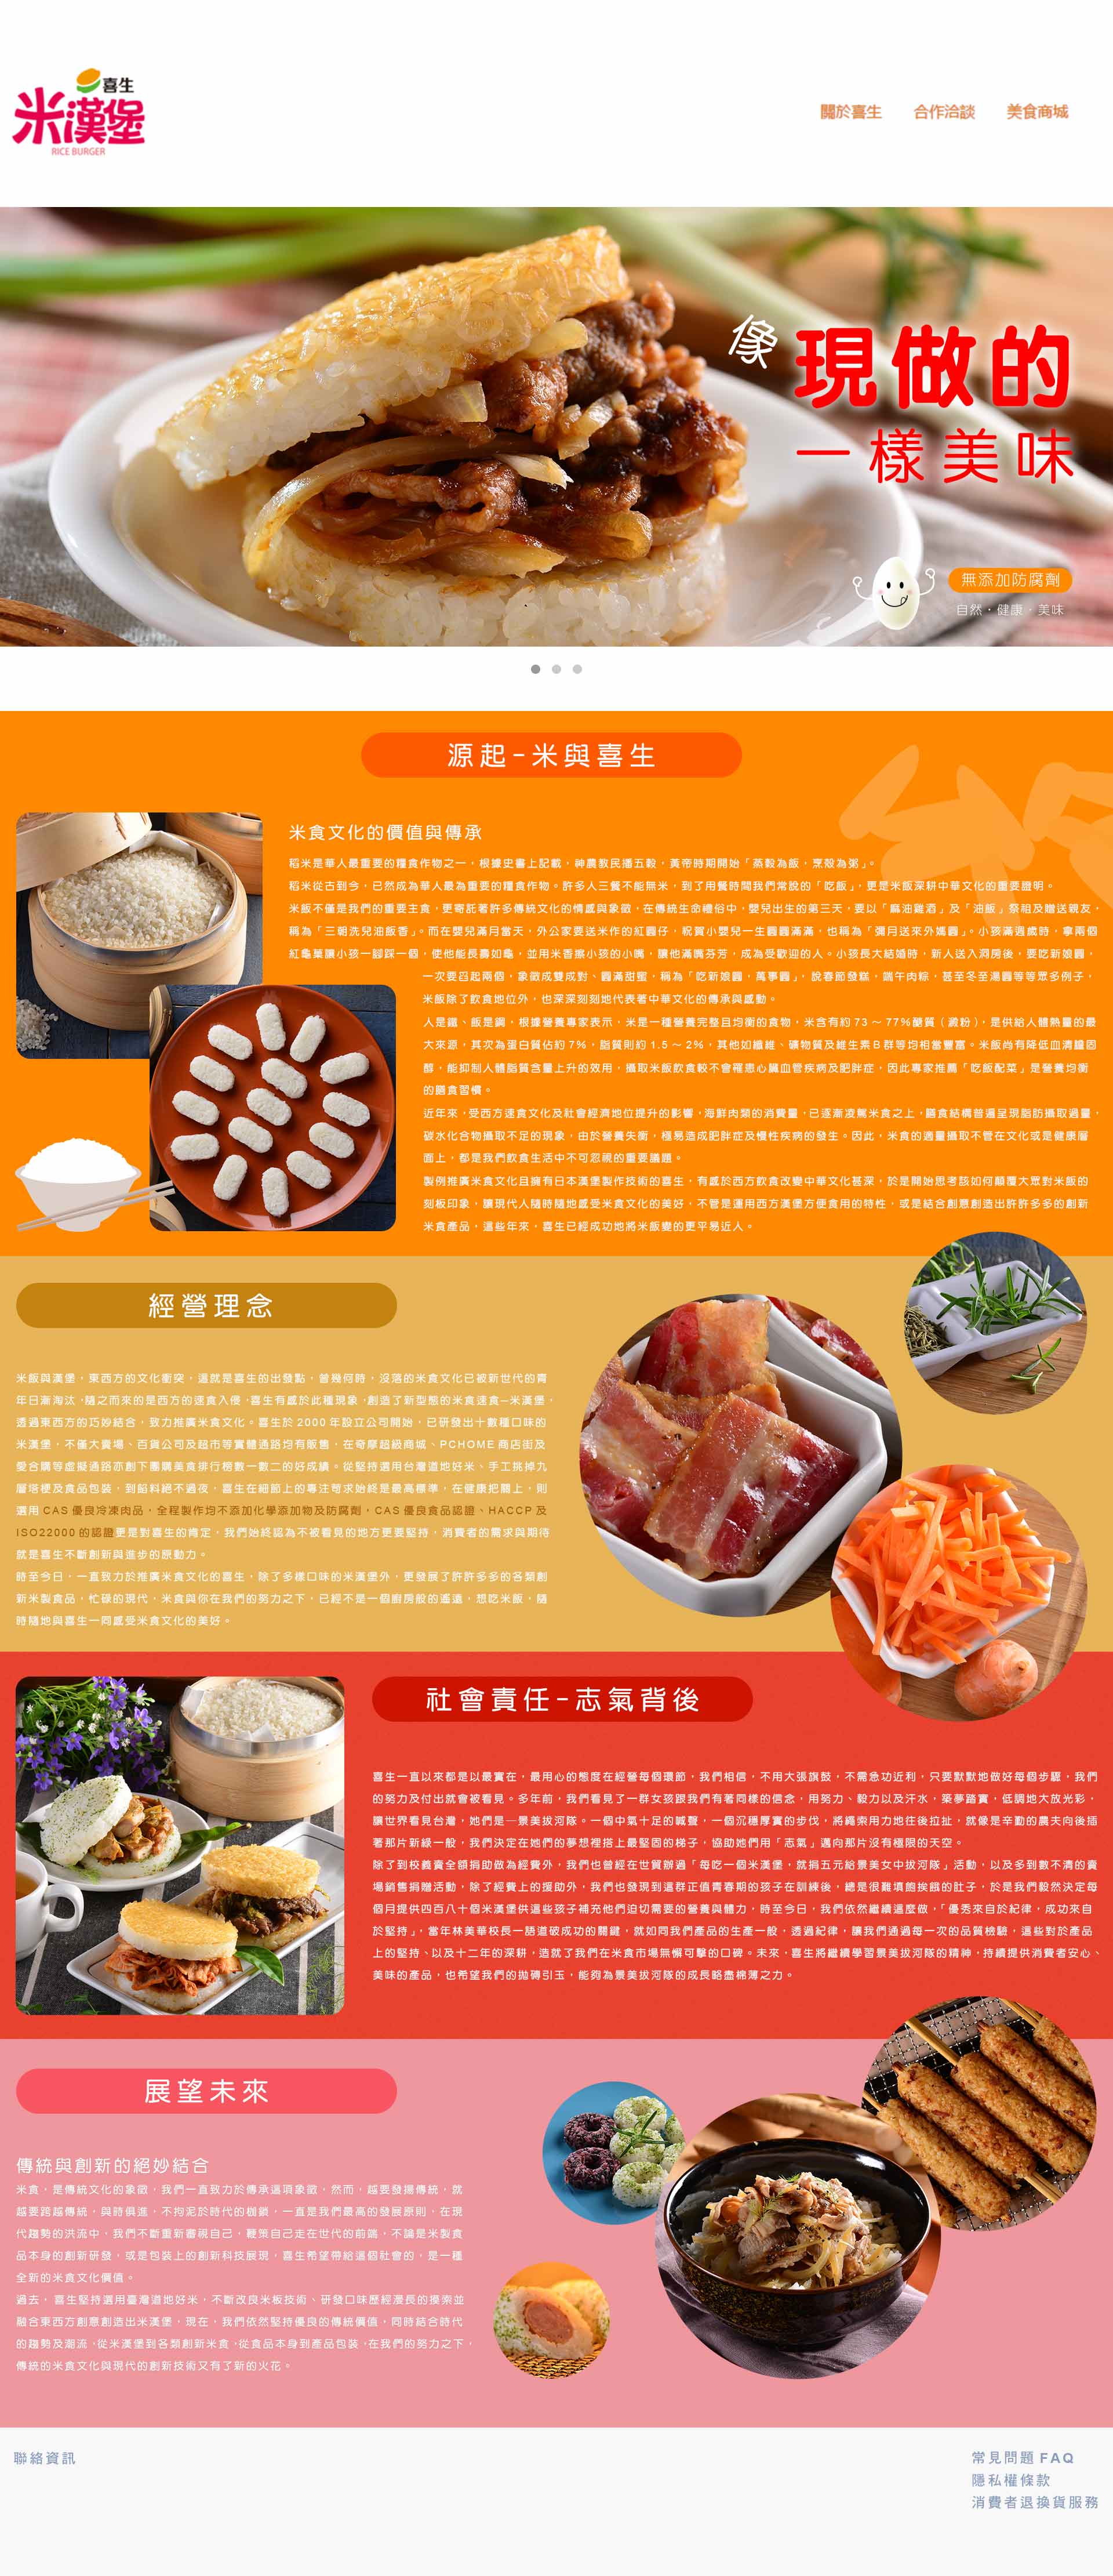 喜生
米漢堡
RICE BURGER
關於喜生
合作洽談
美食商城
像
現做的
一樣美味
無添加防腐劑
自然・健康・美味
源起-米與喜生
米食文化的價值與傳承
稻米是華人最重要的糧食作物之一，根據史書上記載，神農教民播五穀，黃帝時期開始「蒸穀為飯，烹殼為粥」。
稻米從古到今，已然成為華人最為重要的糧食作物。許多人三餐不能無米，到了用餐時間我們常說的「吃飯」，更是米飯深耕中華文化的重要證明。
米飯不僅是我們的重要主食，更寄託著許多傳統文化的情感與象徵，在傳統生命禮俗中，嬰兒出生的第三天，要以「麻油雞酒」及「油飯」祭祖及贈送親友，
稱為「三朝洗兒油飯香」。而在嬰兒滿月當天，外公家要送米作的紅圓仔，祝賀小嬰兒一生圓圓滿滿，也稱為「彌月送來外媽圓」。小孩滿週歲時，拿兩個
紅龜粿讓小孩一腳踩一個，使他能長壽如龜，並用米香擦小孩的小嘴，讓他滿嘴芬芳，成為受歡迎的人。小孩長大結婚時，新人送入洞房後，要吃新娘圓，
一次要舀起兩個，象徵成雙成對、圓滿甜蜜，稱為「吃新娘圓，萬事圓」，說春節發糕，端午肉粽，甚至冬至湯圓等等眾多例子，
米飯除了飲食地位外，也深深刻刻地代表著中華文化的傳承與感動。
人是鐵、飯是鋼，根據營養專家表示，米是一種營養完整且均衡的食物，米含有約 73 ～ 77%醣質（澱粉），是供給人體熱量的最
大來源，其次為蛋白質佔約 7%，脂質則約 1.5 ～ 2%，其他如纖維、礦物質及維生素Ｂ群等均相當豐富。米飯尚有降低血清膽固
醇，能抑制人體脂質含量上升的效用，攝取米飯飲食較不會罹患心臟血管疾病及肥胖症，因此專家推薦「吃飯配菜」是營養均衡
的膳食習慣。
近年來，受西方速食文化及社會經濟地位提升的影響，海鮮肉類的消費量，已逐漸凌駕米食之上，膳食結構普遍呈現脂肪攝取過量，
碳水化合物攝取不足的現象，由於營養失衡，極易造成肥胖症及慢性疾病的發生。因此，米食的適量攝取不管在文化或是健康層
面上，都是我們飲食生活中不可忽視的重要議題。
製例推廣米食文化且擁有日本漢堡製作技術的喜生，有感於西方飲食改變中華文化甚深，於是開始思考該如何顛覆大眾對米飯的
刻板印象，讓現代人隨時隨地感受米食文化的美好，不管是運用西方漢堡方便食用的特性，或是結合創意創造出許許多多的創新
米食產品，這些年來，喜生已經成功地將米飯變的更平易近人。
經營理念
米飯與漢堡，東西方的文化衝突，這就是喜生的出發點，曾幾何時，沒落的米食文化已被新世代的青
年日漸淘汰，隨之而來的是西方的速食入侵，喜生有感於此種現象，創造了新型態的米食速食─米漢堡，
透過東西方的巧妙結合，致力推廣米食文化。喜生於 2000 年設立公司開始，已研發出十數種口味的
米漢堡，不僅大賣場、百貨公司及超市等實體通路均有販售，在奇摩超級商城、PCHOME 商店街及
愛合購等虛擬通路亦創下團購美食排行榜數一數二的好成績。從堅持選用台灣道地好米、手工挑掉九
層塔梗及食品包裝，到餡料絕不過夜，喜生在細節上的專注苛求始終是最高標準，在健康把關上，則
選用 CAS 優良冷凍肉品，全程製作均不添加化學添加物及防腐劑，CAS 優良食品認證、HACCP 及
ISO22000 的認證更是對喜生的肯定，我們始終認為不被看見的地方更要堅持，消費者的需求與期待
就是喜生不斷創新與進步的原動力。
時至今日，一直致力於推廣米食文化的喜生，除了多樣口味的米漢堡外，更發展了許許多多的各類創
新米製食品，忙碌的現代，米食與你在我們的努力之下，已經不是一個廚房般的遙遠，想吃米飯，隨
時隨地與喜生一同感受米食文化的美好。
社會責任-志氣背後
喜生一直以來都是以最實在，最用心的態度在經營每個環節，我們相信，不用大張旗鼓，不需急功近利，只要默默地做好每個步驟，我們
的努力及付出就會被看見。多年前，我們看見了一群女孩跟我們有著同樣的信念，用努力、毅力以及汗水，築夢踏實，低調地大放光彩，
讓世界看見台灣，她們是─景美拔河隊。一個中氣十足的喊聲，一個沉穩厚實的步伐，將繩索用力地往後拉扯，就像是辛勤的農夫向後插
著那片新綠一般，我們決定在她們的夢想裡搭上最堅固的梯子，協助她們用「志氣」邁向那片沒有極限的天空。
除了到校義賣全額捐助做為經費外，我們也曾經在世貿辦過「每吃一個米漢堡，就捐五元給景美女中拔河隊」活動，以及多到數不清的賣
場銷售捐贈活動，除了經費上的援助外，我們也發現到這群正值青春期的孩子在訓練後，總是很難填飽挨餓的肚子，於是我們毅然決定每
個月提供四百八十個米漢堡供這些孩子補充他們迫切需要的營養與體力，時至今日，我們依然繼續這麼做，「優秀來自於紀律，成功來自
於堅持」，當年林美華校長一語道破成功的關鍵，就如同我們產品的生產一般，透過紀律，讓我們通過每一次的品質檢驗，這些對於產品
上的堅持、以及十二年的深耕，造就了我們在米食市場無懈可擊的口碑。未來，喜生將繼續學習景美拔河隊的精神，持續提供消費者安心、
美味的產品，也希望我們的拋磚引玉，能夠為景美拔河隊的成長略盡棉薄之力。
展望未來
傳統與創新的絕妙結合
米食，是傳統文化的象徵，我們一直致力於傳承這項象徵，然而，越要發揚傳統，就
越要跨越傳統，與時俱進，不拘泥於時代的枷鎖，一直是我們最高的發展原則，在現
代趨勢的洪流中，我們不斷重新審視自己，鞭策自己走在世代的前端，不論是米製食
品本身的創新研發，或是包裝上的創新科技展現，喜生希望帶給這個社會的，是一種
全新的米食文化價值。
過去，喜生堅持選用臺灣道地好米，不斷改良米板技術、研發口味歷經漫長的摸索並
融合東西方創意創造出米漢堡，現在，我們依然堅持優良的傳統價值，同時結合時代
的趨勢及潮流，從米漢堡到各類創新米食，從食品本身到產品包裝，在我們的努力之下，
傳統的米食文化與現代的創新技術又有了新的火花。
聯絡資訊
常見問題 FAQ
隱私權條款
消費者退換貨服務